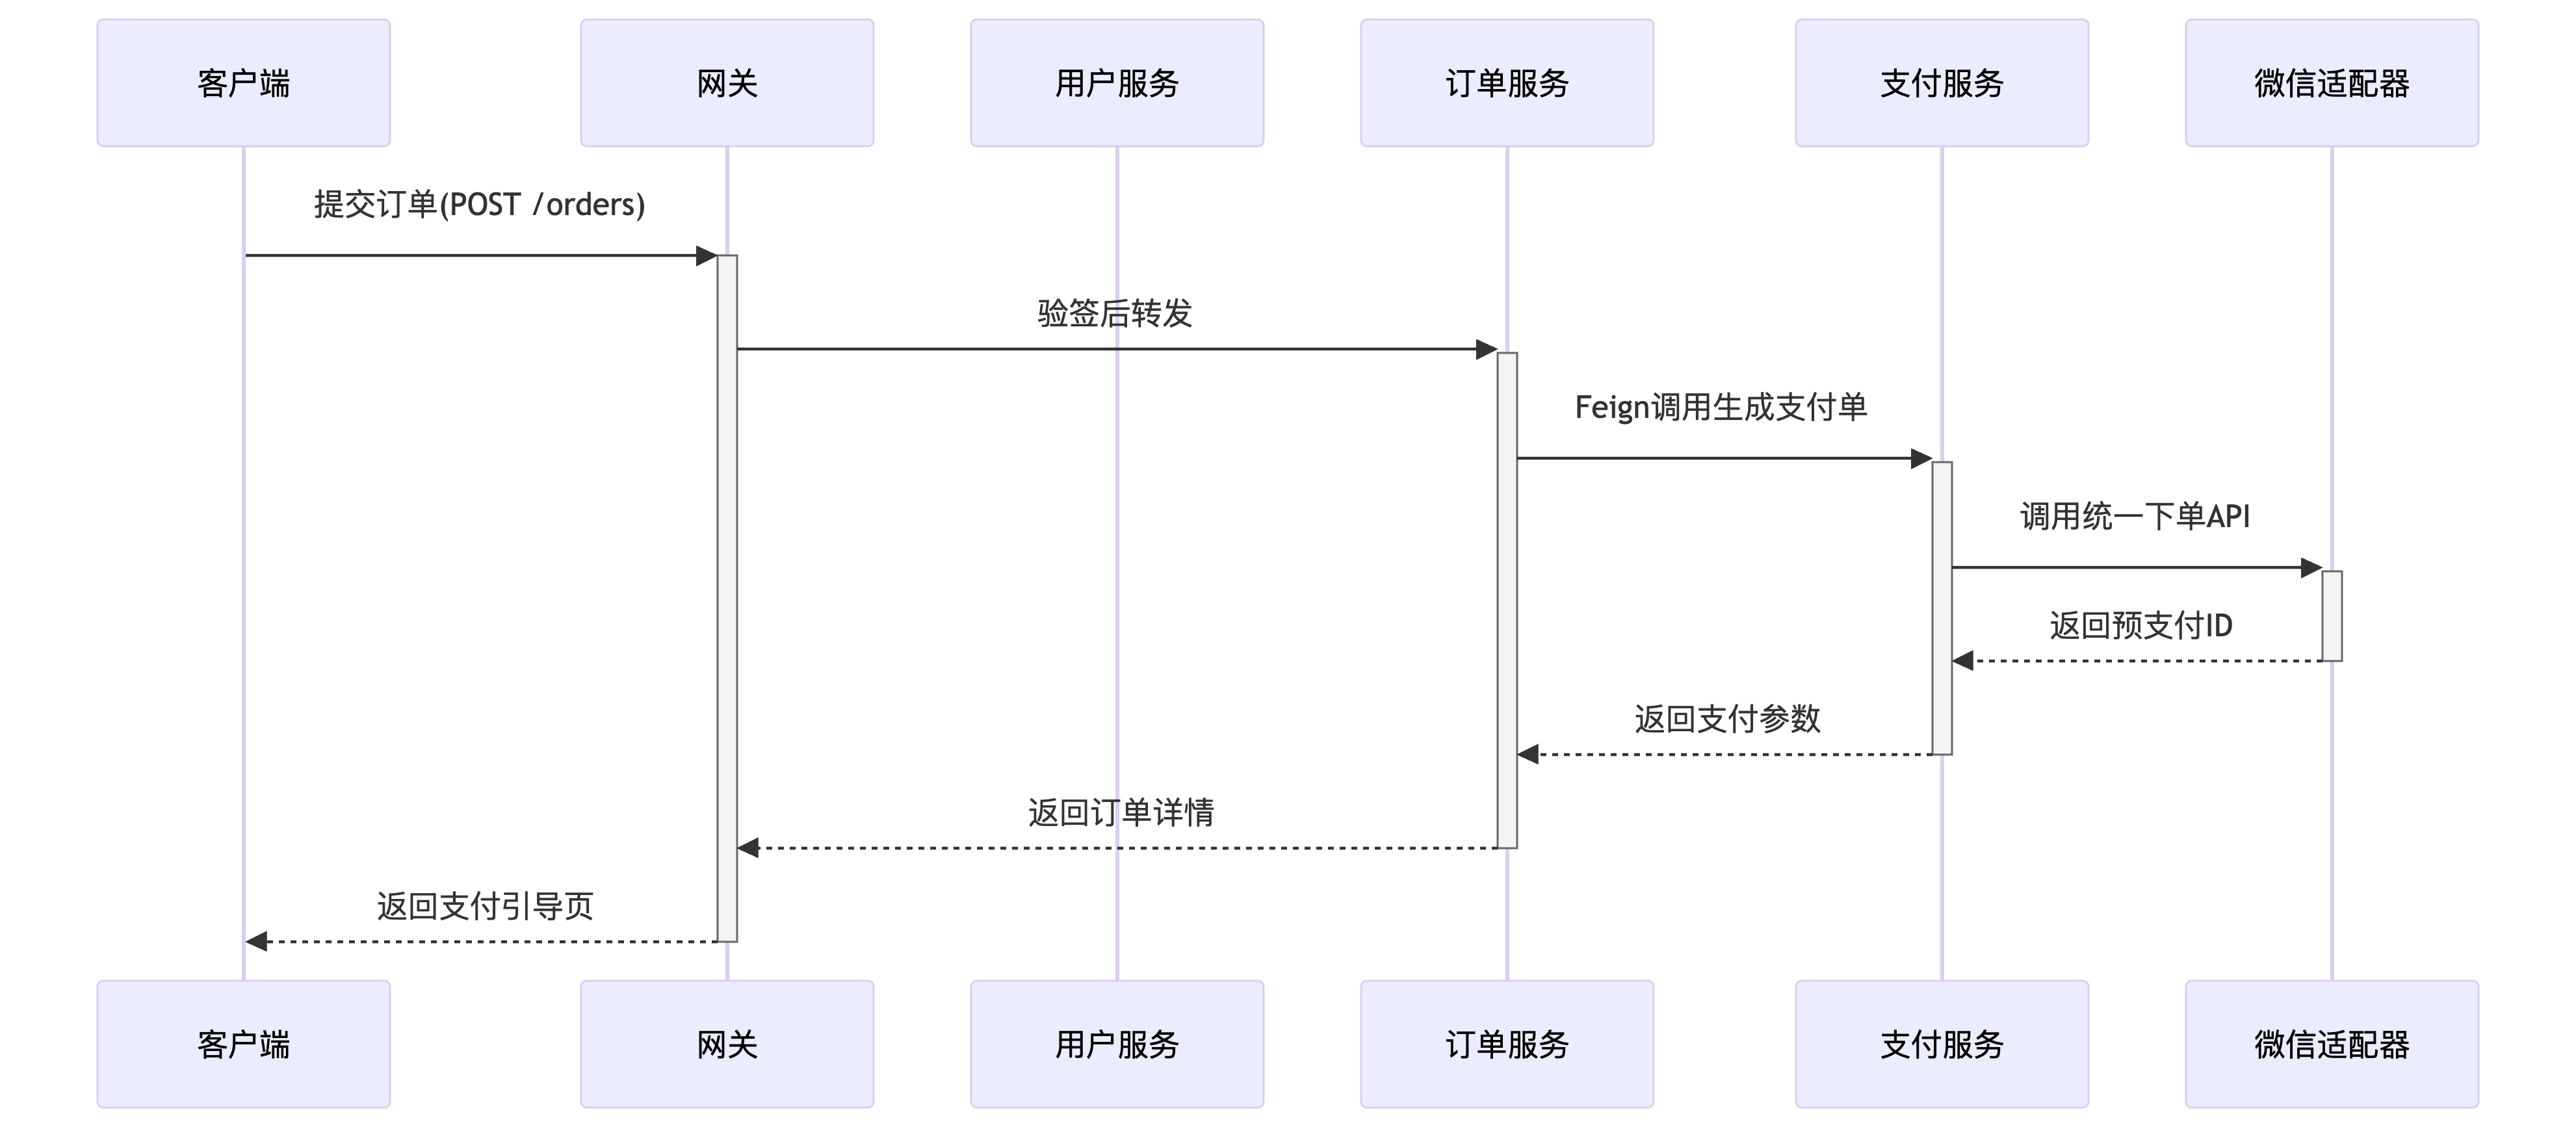 客户端
网关
用户服务
订单服务
支付服务
微信适配器
提交订单(POST /orders)
验签后转发
Feign调用生成支付单
调用统一下单API
返回预支付ID
返回支付参数
返回订单详情
返回支付引导页
客户端
网关
用户服务
订单服务
支付服务
微信适配器